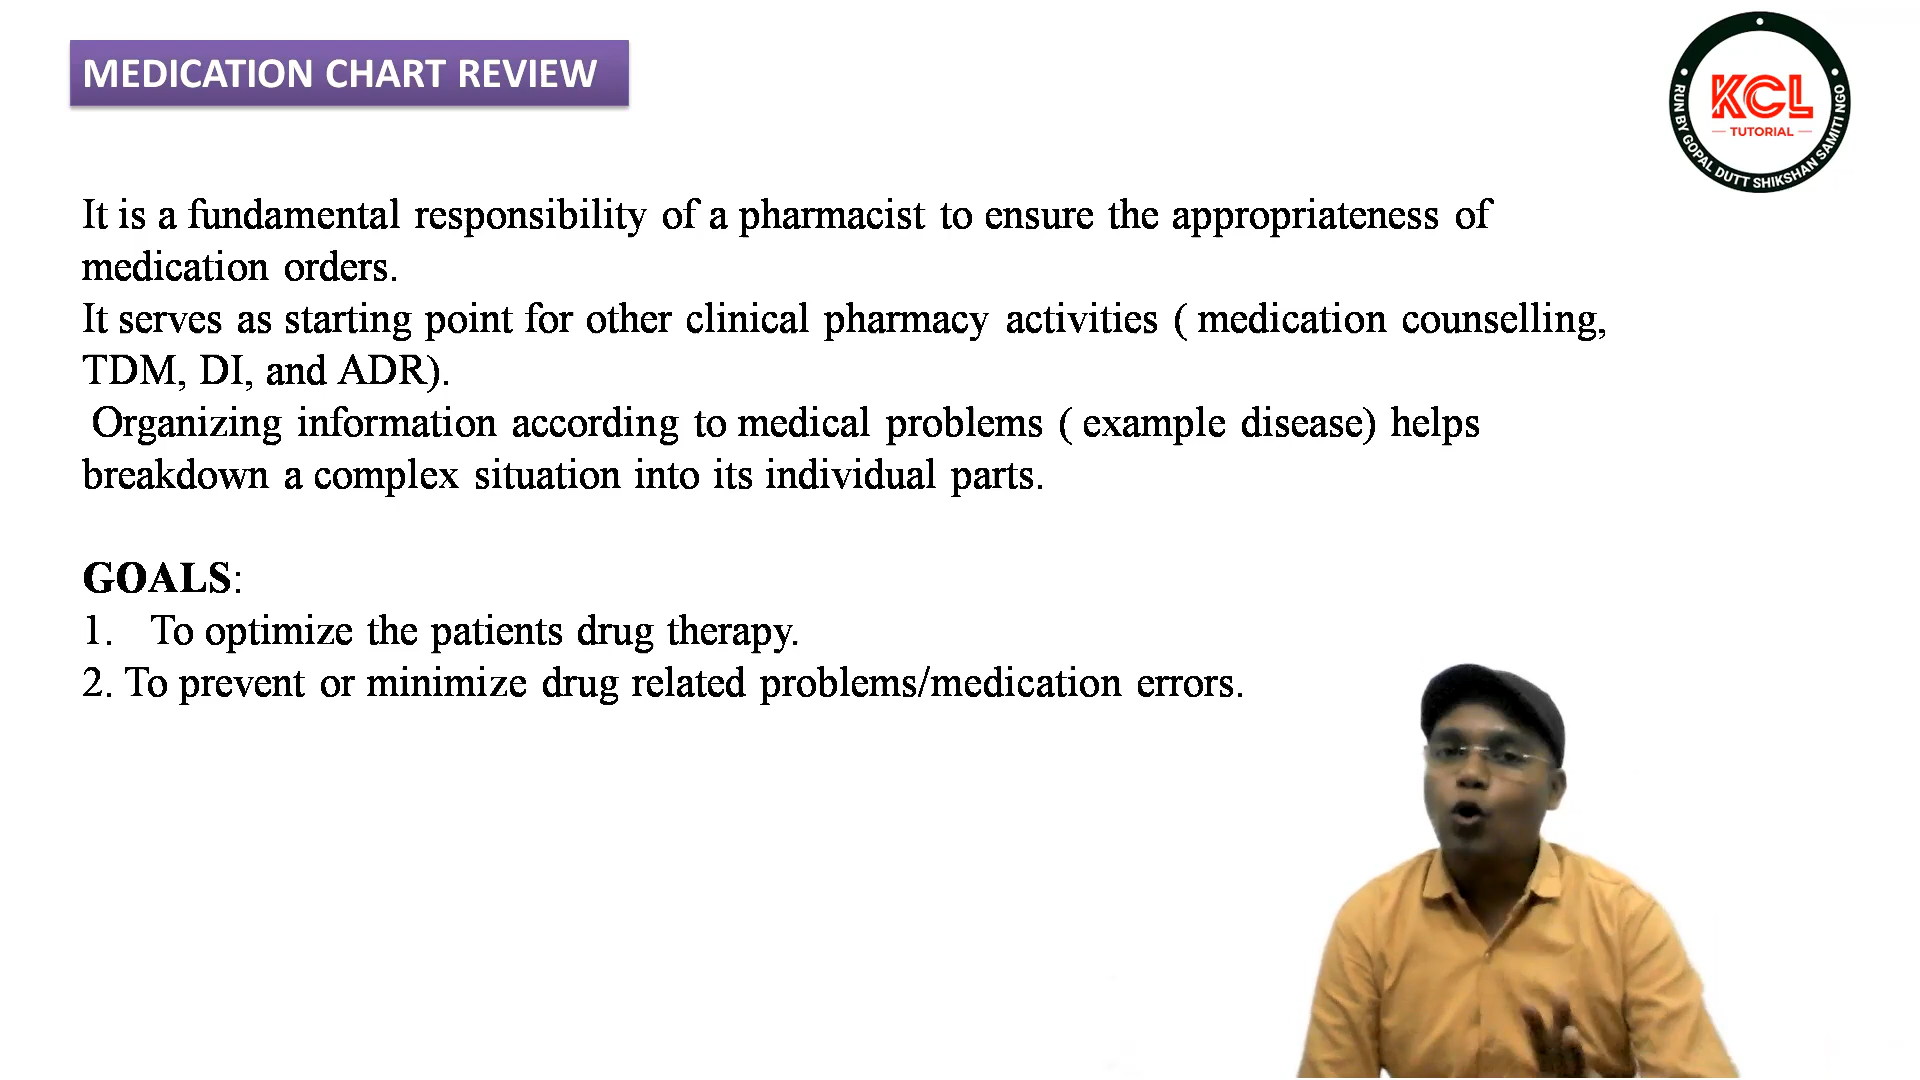 MEDICATION CHART REVIEW
KCL
TUTORIAL
RUN BY GOPAL DUTT SHIKSHAN SAMITI NGO
It is a fundamental responsibility of a pharmacist to ensure the appropriateness of
medication orders.
It serves as starting point for other clinical pharmacy activities ( medication counselling,
TDM, DI, and ADR).
Organizing information according to medical problems ( example disease) helps
breakdown a complex situation into its individual parts.
GOALS:
1. To optimize the patients drug therapy.
2. To prevent or minimize drug related problems/medication errors.